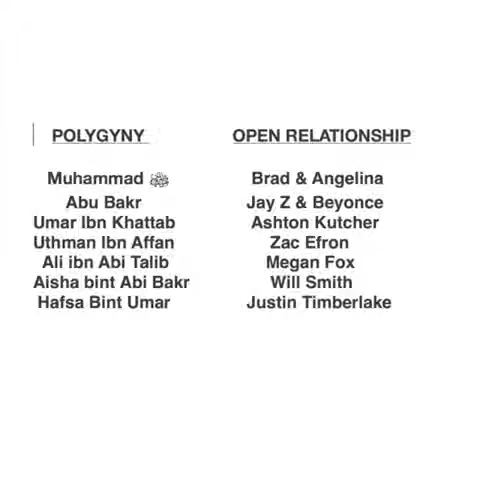 POLYGYNY OPEN RELATIONSHIP
Muhammad ﷺ Brad & Angelina
Abu Bakr Jay Z & Beyonce
Umar Ibn Khattab Ashton Kutcher
Uthman Ibn Affan Zac Efron
Ali ibn Abi Talib Megan Fox
Aisha bint Abi Bakr Will Smith
Hafsa Bint Umar Justin Timberlake